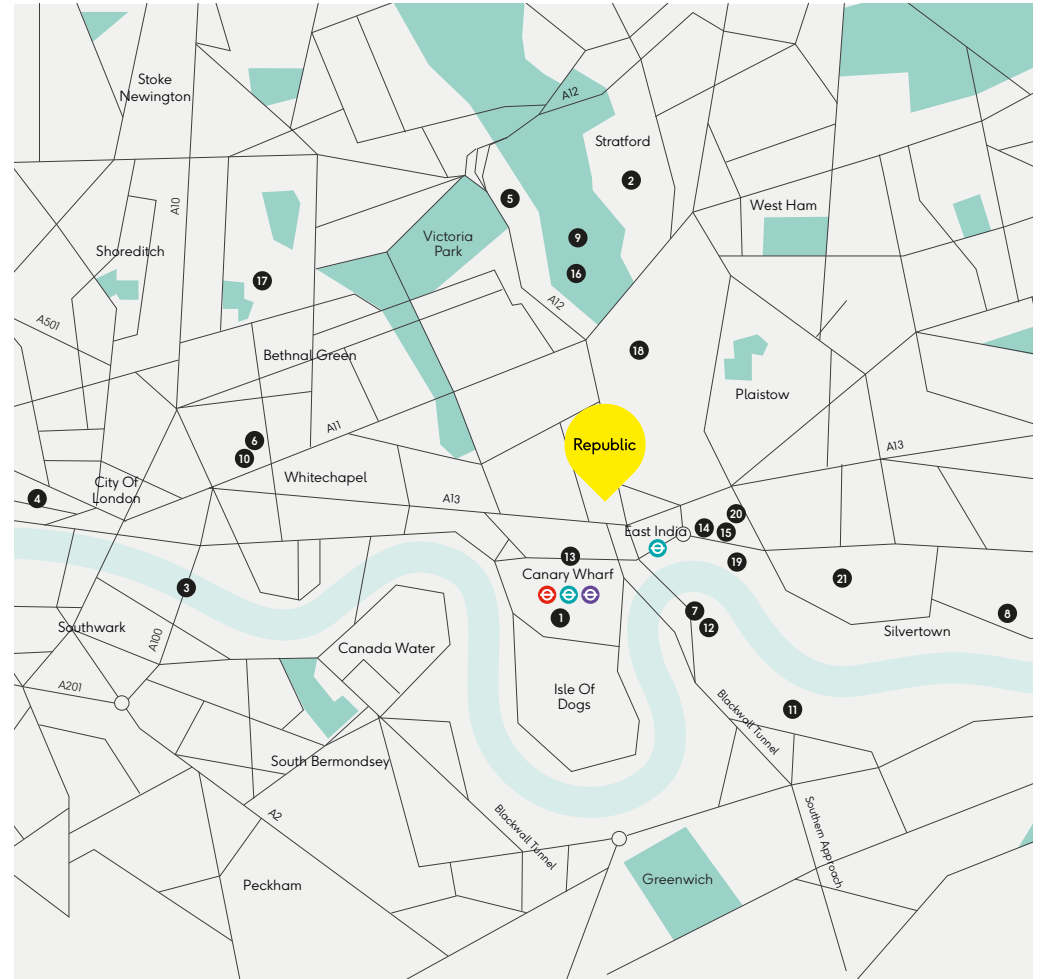 Stoke
Newington
A12
Stratford
2
A10
5
West Ham
Shoreditch
Victoria
Park
9
16
17
A12
A501
Bethnal Green
18
Plaistow
A11
6
10
Republic
A13
Whitechapel
City Of
London
4
A13
20
14
15
East India
13
19
Canary Wharf
21
3
1
7
12
8
Southwark
A100
Silvertown
Canada Water
A201
Isle Of
Dogs
11
Blackwall Tunnel
South Bermondsey
A2
Blackwall Tunnel
Southern Approach
Peckham
Greenwich